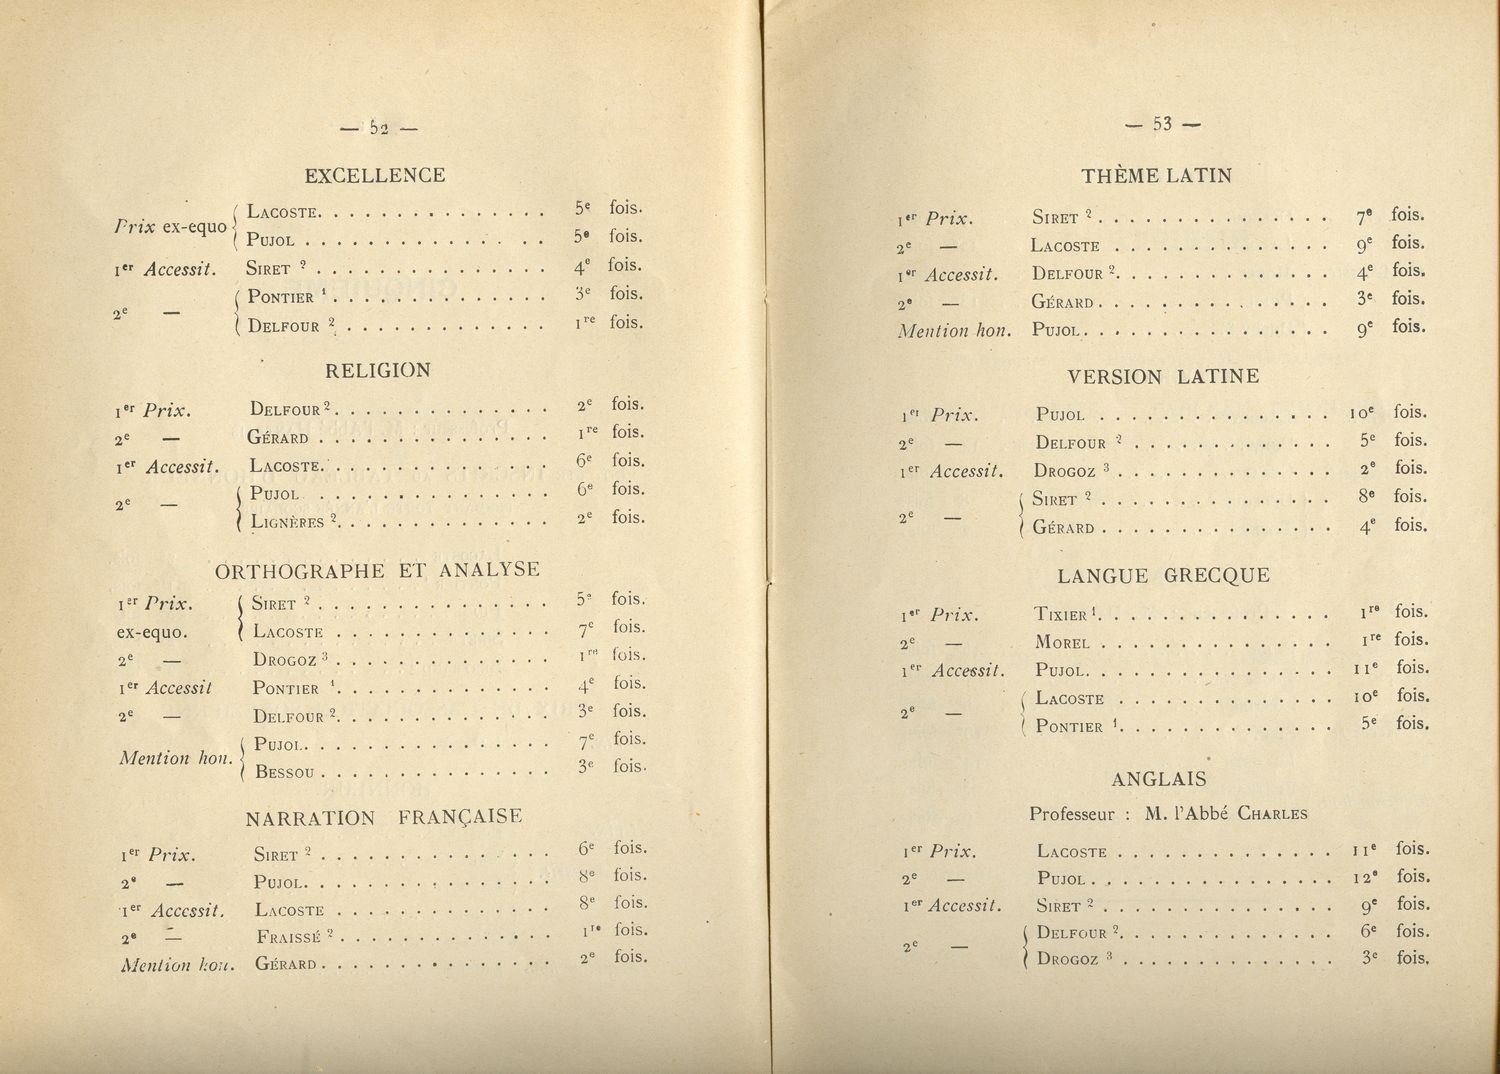 — 52 —
EXCELLENCE
Prix ex-equo { LACOSTE. . . . . . . . . . . . . . . 5e fois.
PUJOL . . . . . . . . . . . . . . . 5e fois.
1er Accessit. SIRET 2 . . . . . . . . . . . . . . . 4e fois.
2e — { PONTIER 1. . . . . . . . . . . . . . 3e fois.
DELFOUR 2. . . . . . . . . . . . . . 1re fois.
RELIGION
1er Prix. DELFOUR 2. . . . . . . . . . . . . . 2e fois.
2e — GÉRARD . . . . . . . . . . . . . . . 1re fois.
1er Accessit. LACOSTE. . . . . . . . . . . . . . . 6e fois.
2e — { PUJOL . . . . . . . . . . . . . . . 6e fois.
LIGNÈRES 2. . . . . . . . . . . . . . 2e fois.
ORTHOGRAPHE ET ANALYSE
1er Prix. { SIRET 2 . . . . . . . . . . . . . . . 5e fois.
ex-equo. LACOSTE . . . . . . . . . . . . . . 7e fois.
2e — DROGOZ 3 . . . . . . . . . . . . . . 1re fois.
1er Accessit PONTIER 1. . . . . . . . . . . . . . 4e fois.
2e — DELFOUR 2. . . . . . . . . . . . . . 3e fois.
Mention hon. { PUJOL. . . . . . . . . . . . . . . . 7e fois.
BESSOU . . . . . . . . . . . . . . . 3e fois.
NARRATION FRANÇAISE
1er Prix. SIRET 2 . . . . . . . . . . . . . . . 6e fois.
2e — PUJOL. . . . . . . . . . . . . . . . 8e fois.
1er Accessit. LACOSTE . . . . . . . . . . . . . . 8e fois.
2e — FRAISSÉ 2 . . . . . . . . . . . . . . 1re fois.
Mention hon. GÉRARD . . . . . . . . . . . . . . . 2e fois.
— 53 —
THÈME LATIN
1er Prix. SIRET 2 . . . . . . . . . . . . . . . 7e fois.
2e — LACOSTE . . . . . . . . . . . . . . 9e fois.
1er Accessit. DELFOUR 2. . . . . . . . . . . . . . 4e fois.
2e — GÉRARD . . . . . . . . . . . . . . . 3e fois.
Mention hon. PUJOL. . . . . . . . . . . . . . . . 9e fois.
VERSION LATINE
1er Prix. PUJOL . . . . . . . . . . . . . . . 10e fois.
2e — DELFOUR 2 . . . . . . . . . . . . . 5e fois.
1er Accessit. DROGOZ 3 . . . . . . . . . . . . . . 2e fois.
2e — { SIRET 2 . . . . . . . . . . . . . . . 8e fois.
GÉRARD . . . . . . . . . . . . . . . 4e fois.
LANGUE GRECQUE
1er Prix. TIXIER 1. . . . . . . . . . . . . . . 1re fois.
2e — MOREL . . . . . . . . . . . . . . . 1re fois.
1er Accessit. PUJOL. . . . . . . . . . . . . . . . 11e fois.
2e — { LACOSTE . . . . . . . . . . . . . . 10e fois.
PONTIER 1. . . . . . . . . . . . . . 5e fois.
ANGLAIS
Professeur : M. l'Abbé CHARLES
1er Prix. LACOSTE . . . . . . . . . . . . . . 11e fois.
2e — PUJOL . . . . . . . . . . . . . . . . 12e fois.
1er Accessit. SIRET 2 . . . . . . . . . . . . . . . 9e fois.
2e — { DELFOUR 2. . . . . . . . . . . . . . 6e fois.
DROGOZ 3 . . . . . . . . . . . . . . 3e fois.